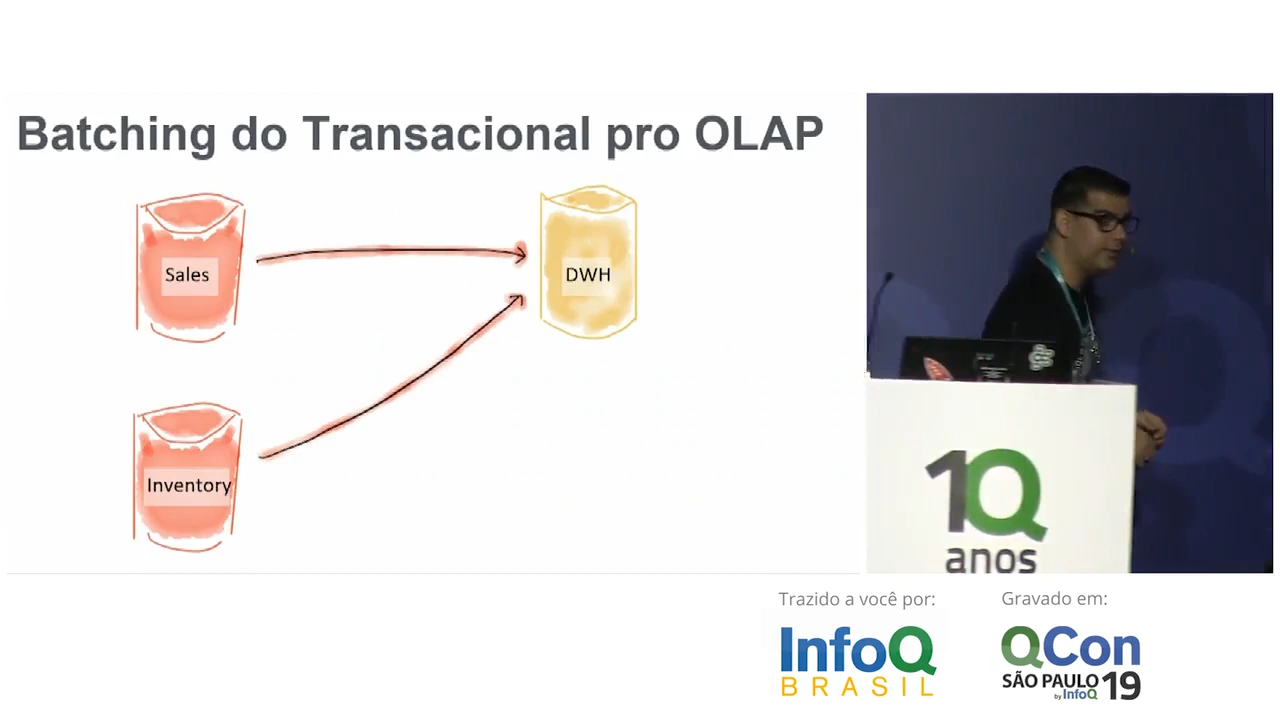 Batching do Transacional pro OLAP
Sales
DWH
Inventory
10
anos
Trazido a você por:
InfoQ
BRASIL
Gravado em:
QCon
SÃO PAULO 19
by InfoQ